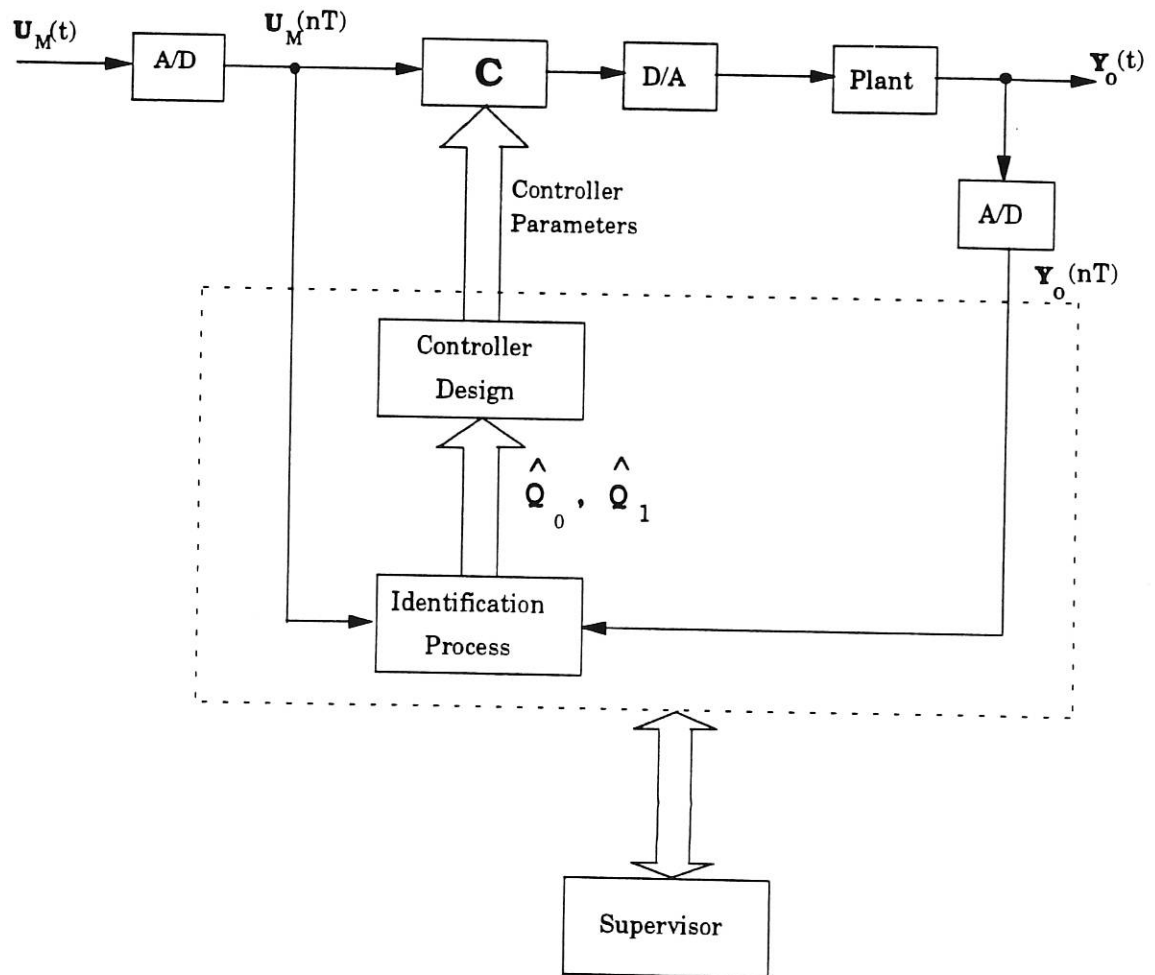 U_M(t)
U_M(nT)
A/D
C
D/A
Plant
Y_o(t)
Controller
Parameters
A/D
Y_o(nT)
Controller
Design
Q̂_0 , Q̂_1
Identification
Process
Supervisor